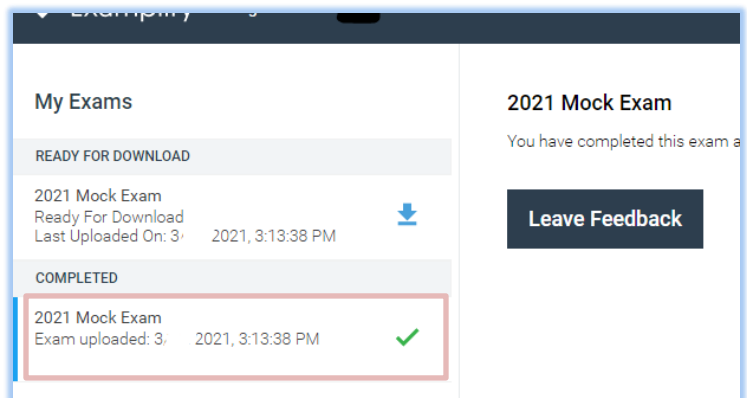 My Exams
READY FOR DOWNLOAD
2021 Mock Exam
Ready For Download
Last Uploaded On: 3 2021, 3:13:38 PM
COMPLETED
2021 Mock Exam
Exam uploaded: 3 2021, 3:13:38 PM
2021 Mock Exam
You have completed this exam a
Leave Feedback